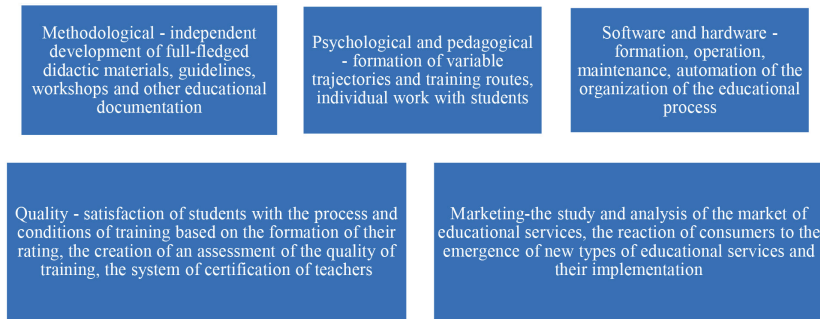 Methodological - independent
development of full-fledged
didactic materials, guidelines,
workshops and other educational
documentation
Psychological and pedagogical
- formation of variable
trajectories and training routes,
individual work with students
Software and hardware -
formation, operation,
maintenance, automation of the
organization of the educational
process
Quality - satisfaction of students with the process and
conditions of training based on the formation of their
rating, the creation of an assessment of the quality of
training, the system of certification of teachers
Marketing-the study and analysis of the market of
educational services, the reaction of consumers to the
emergence of new types of educational services and
their implementation